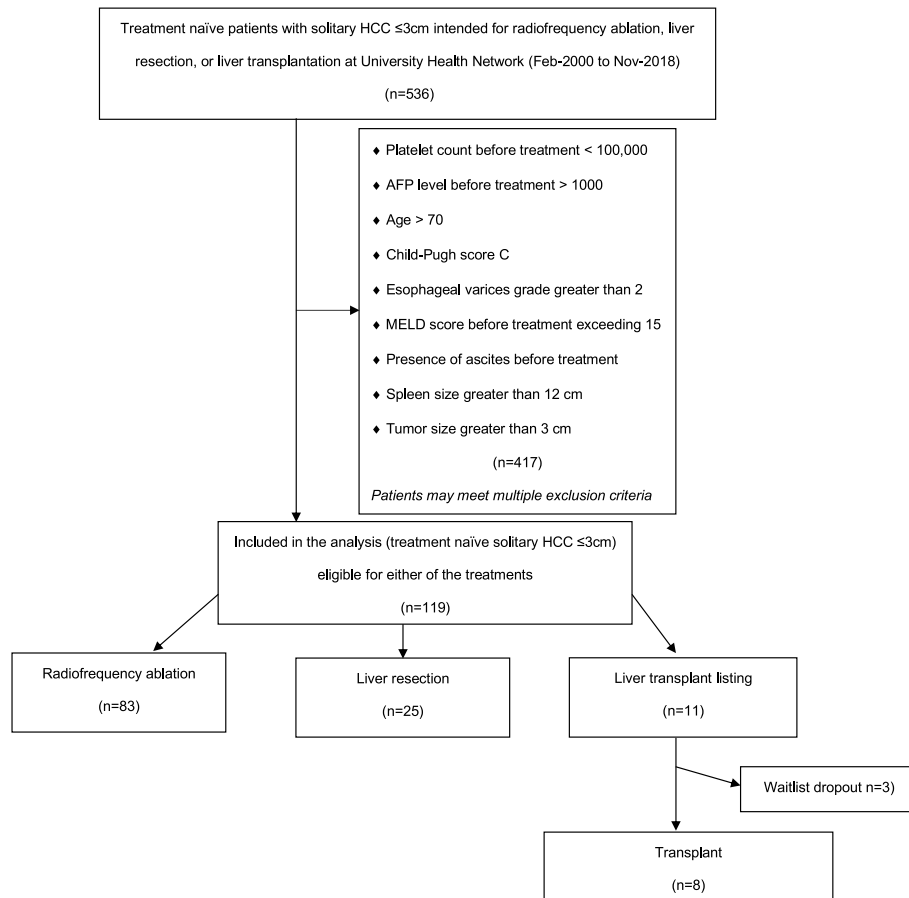 Treatment naïve patients with solitary HCC ≤3cm intended for radiofrequency ablation, liver
resection, or liver transplantation at University Health Network (Feb-2000 to Nov-2018)
(n=536)
♦ Platelet count before treatment < 100,000
♦ AFP level before treatment > 1000
♦ Age > 70
♦ Child-Pugh score C
♦ Esophageal varices grade greater than 2
♦ MELD score before treatment exceeding 15
♦ Presence of ascites before treatment
♦ Spleen size greater than 12 cm
♦ Tumor size greater than 3 cm
(n=417)
Patients may meet multiple exclusion criteria
Included in the analysis (treatment naïve solitary HCC ≤3cm)
eligible for either of the treatments
(n=119)
Radiofrequency ablation
(n=83)
Liver resection
(n=25)
Liver transplant listing
(n=11)
Waitlist dropout n=3)
Transplant
(n=8)